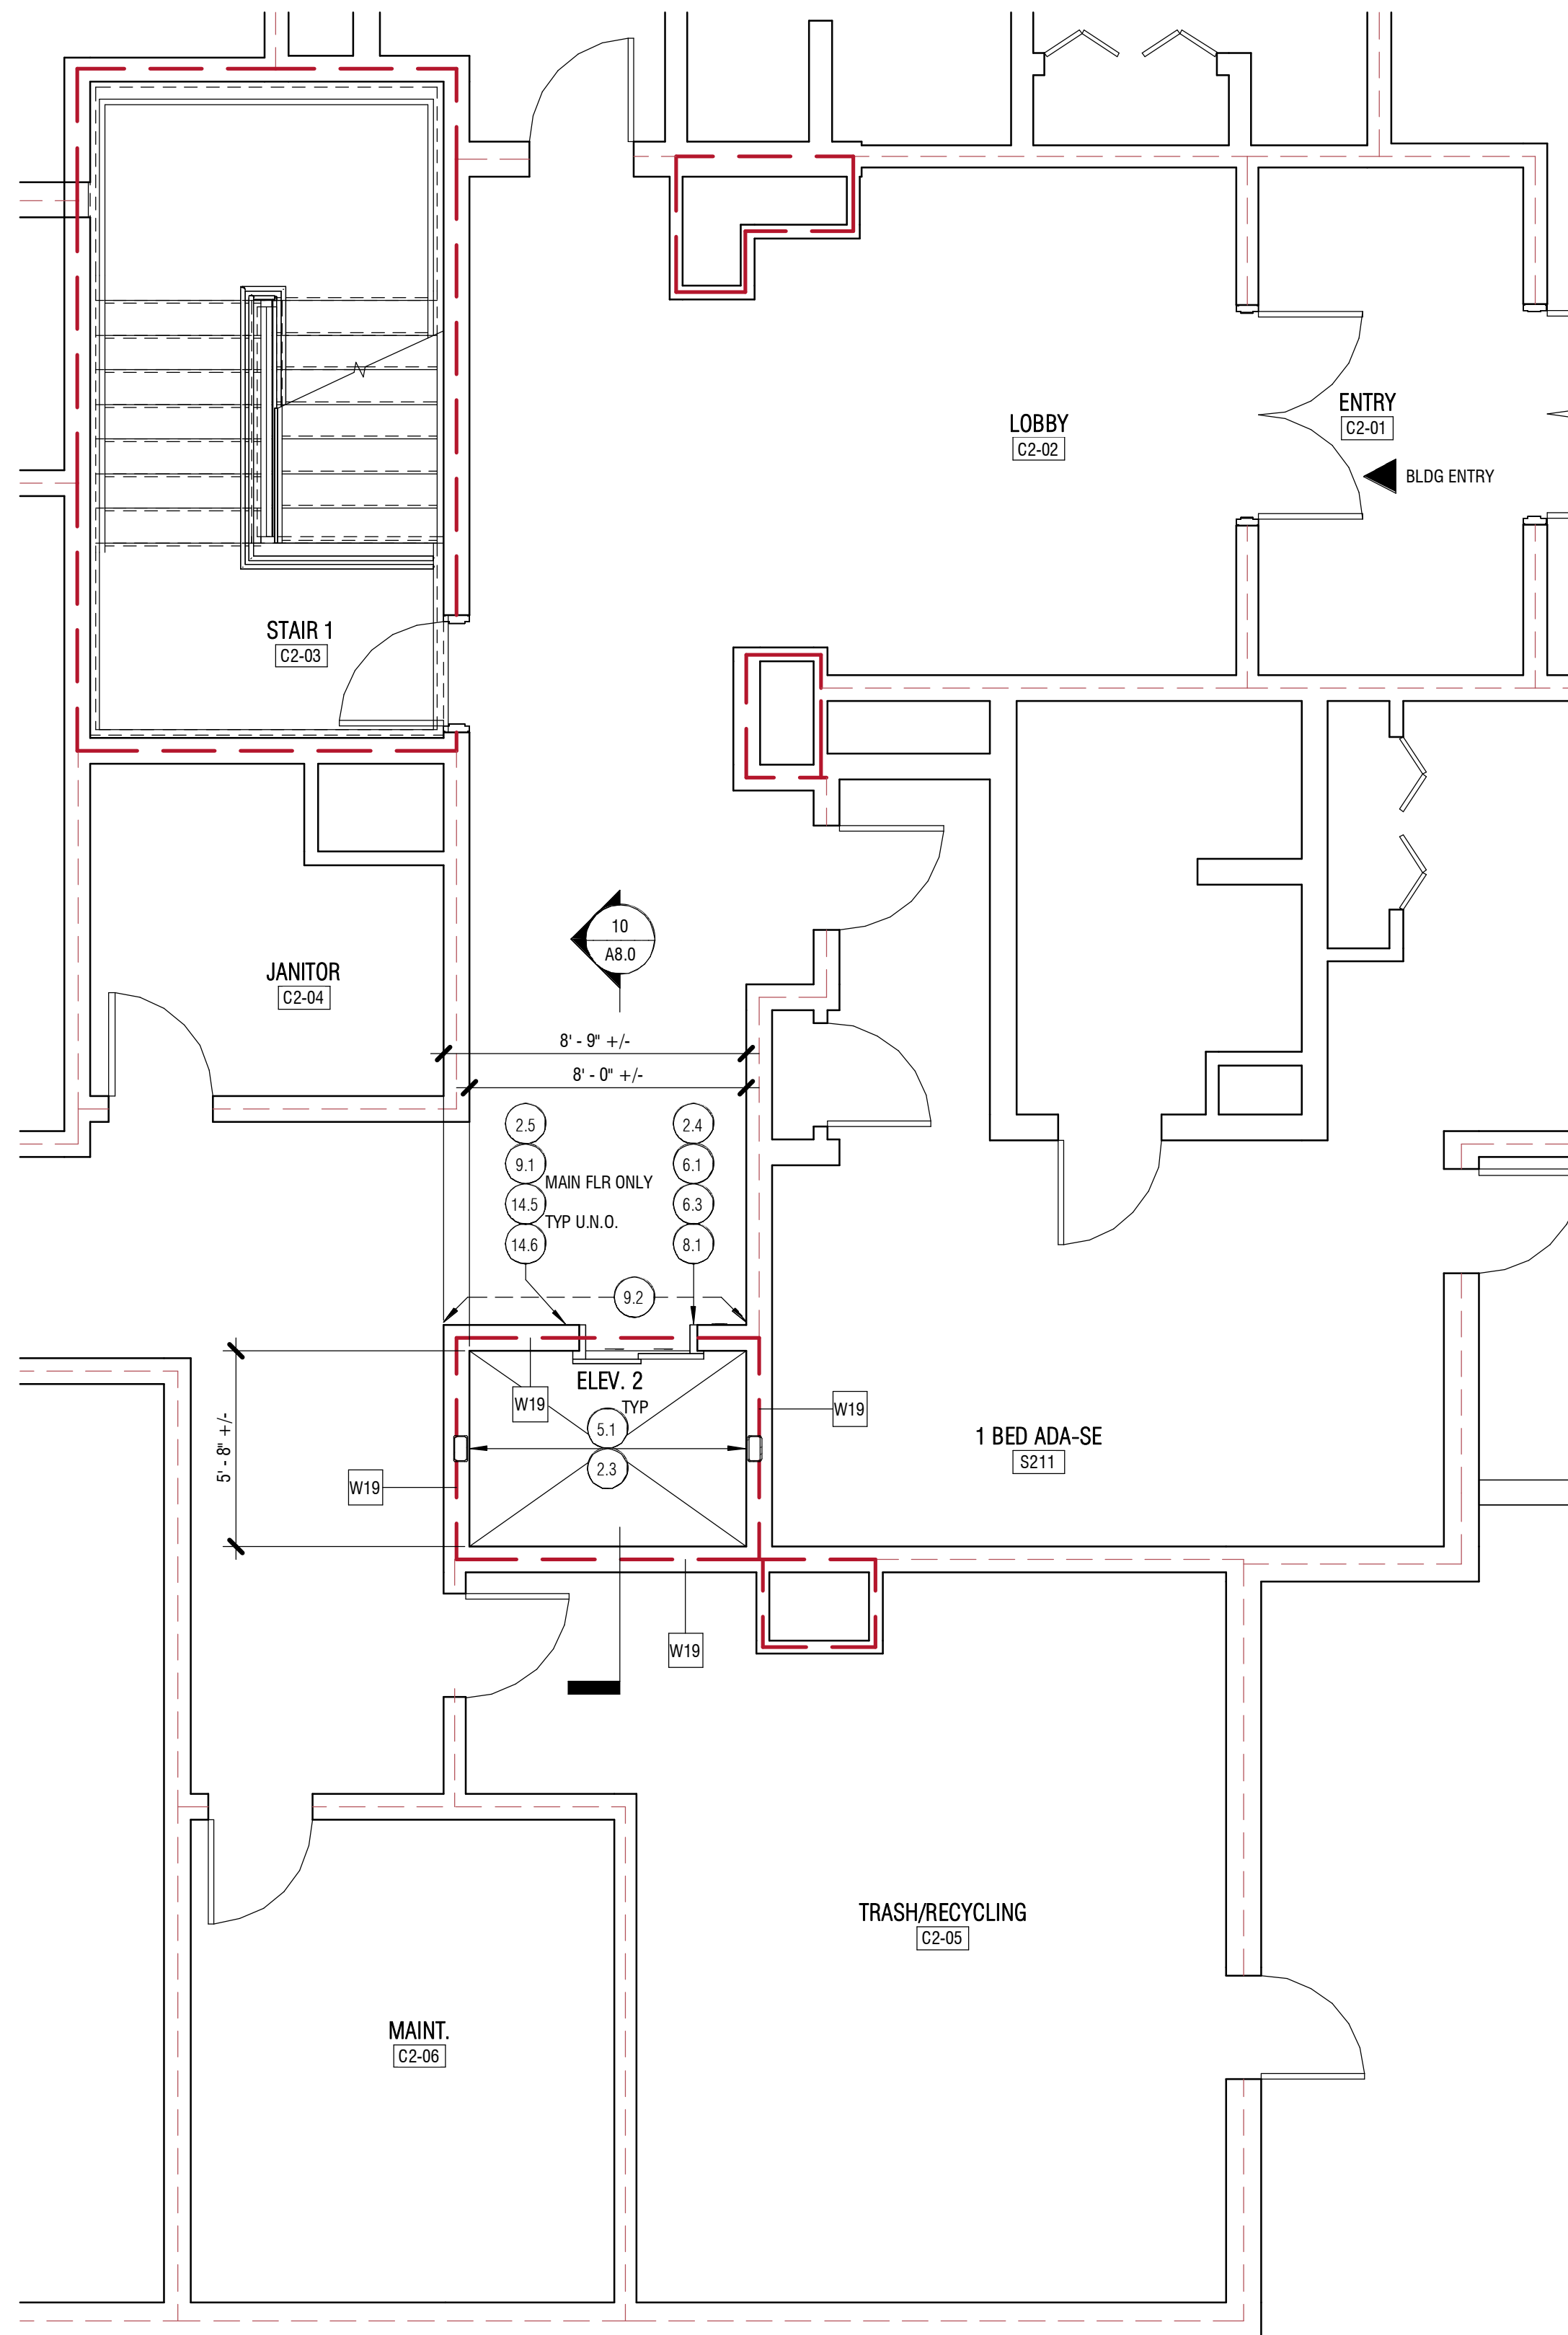 ENTRY
C2-01
LOBBY
C2-02
BLDG ENTRY
STAIR 1
C2-03
10
A8.0
JANITOR
C2-04
8' - 9" +/-
8' - 0" +/-
2.5
2.4
9.1
MAIN FLR ONLY
6.1
14.5
TYP U.N.O.
6.3
14.6
8.1
9.2
ELEV. 2
W19
TYP
W19
5.1
2.3
5' - 8" +/-
W19
1 BED ADA-SE
S211
W19
TRASH/RECYCLING
C2-05
MAINT.
C2-06